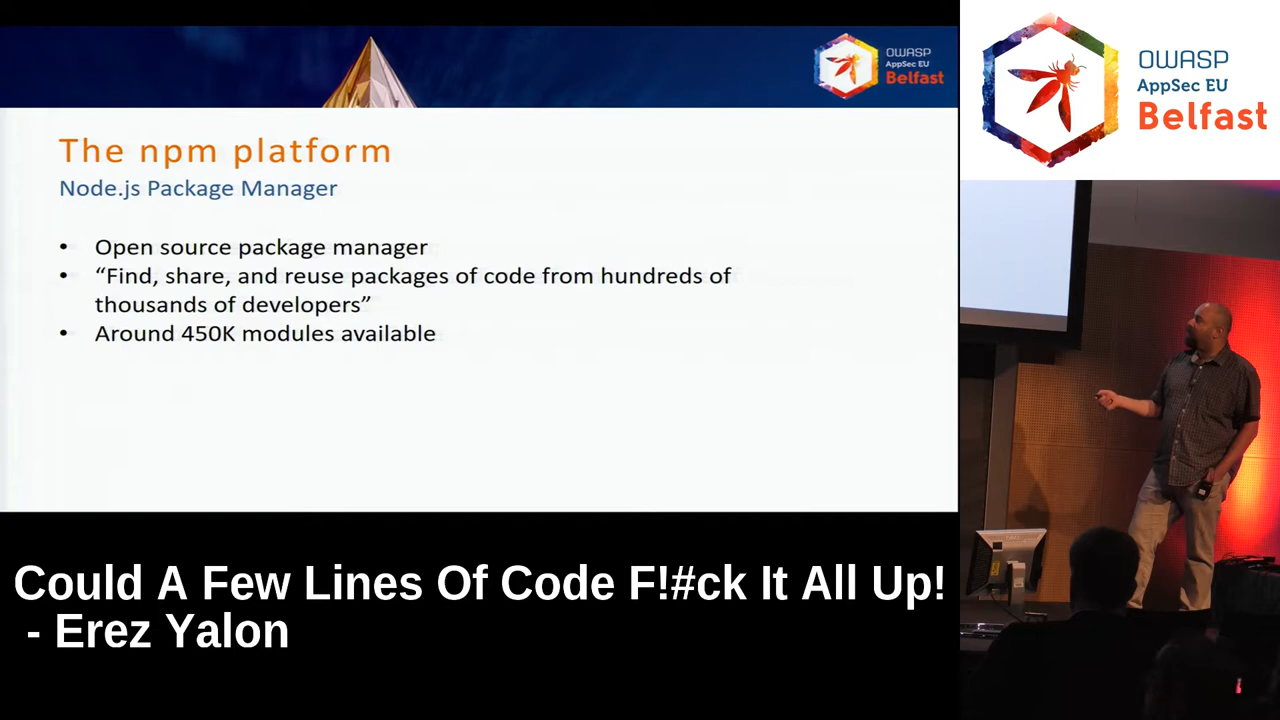 OWASP
AppSec EU
Belfast
OWASP
AppSec EU
Belfast
The npm platform
Node.js Package Manager
• Open source package manager
• “Find, share, and reuse packages of code from hundreds of
thousands of developers”
• Around 450K modules available
Could A Few Lines Of Code F!#ck It All Up!
- Erez Yalon